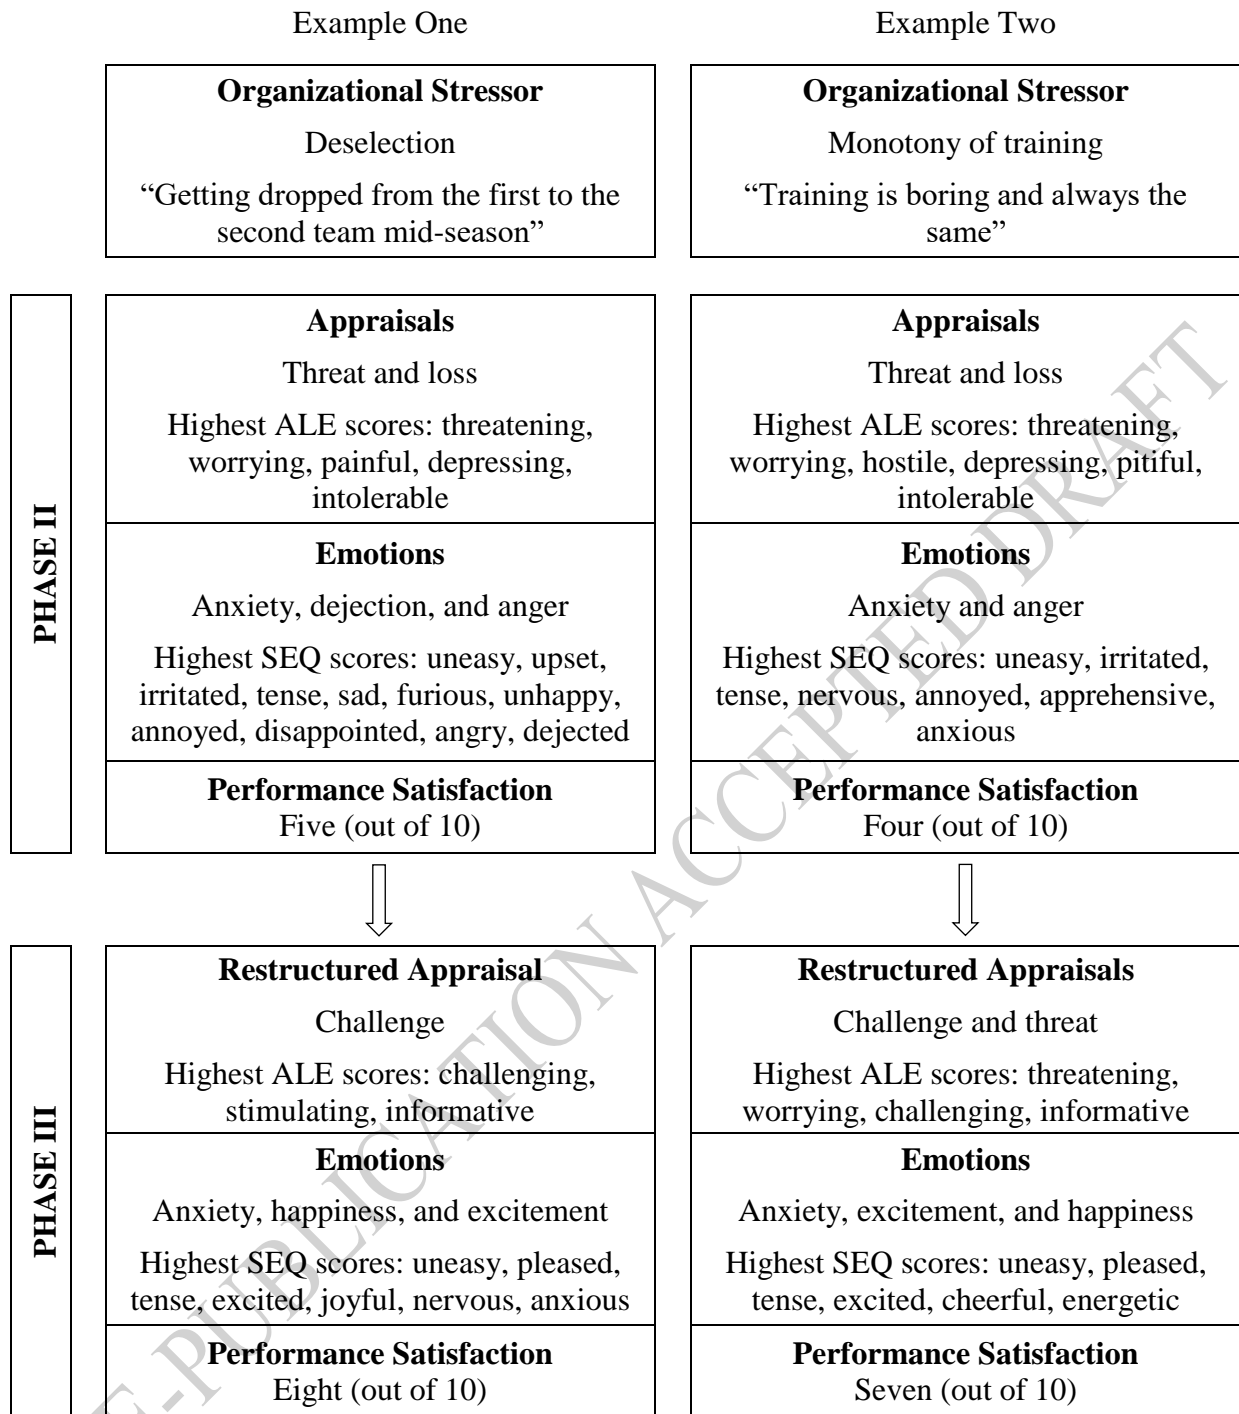 Example One
Organizational Stressor
Deselection
“Getting dropped from the first to the
second team mid-season”
Example Two
Organizational Stressor
Monotony of training
“Training is boring and always the
same”
PHASE II
Appraisals
Threat and loss
Highest ALE scores: threatening,
worrying, painful, depressing,
intolerable
Emotions
Anxiety, dejection, and anger
Highest SEQ scores: uneasy, upset,
irritated, tense, sad, furious, unhappy,
annoyed, disappointed, angry, dejected
Performance Satisfaction
Five (out of 10)
Appraisals
Threat and loss
Highest ALE scores: threatening,
worrying, hostile, depressing, pitiful,
intolerable
Emotions
Anxiety and anger
Highest SEQ scores: uneasy, irritated,
tense, nervous, annoyed, apprehensive,
anxious
Performance Satisfaction
Four (out of 10)
PHASE III
Restructured Appraisal
Challenge
Highest ALE scores: challenging,
stimulating, informative
Emotions
Anxiety, happiness, and excitement
Highest SEQ scores: uneasy, pleased,
tense, excited, joyful, nervous, anxious
Performance Satisfaction
Eight (out of 10)
Restructured Appraisals
Challenge and threat
Highest ALE scores: threatening,
worrying, challenging, informative
Emotions
Anxiety, excitement, and happiness
Highest SEQ scores: uneasy, pleased,
tense, excited, cheerful, energetic
Performance Satisfaction
Seven (out of 10)
E-PUBLICATION ACCEPTED DRAFT